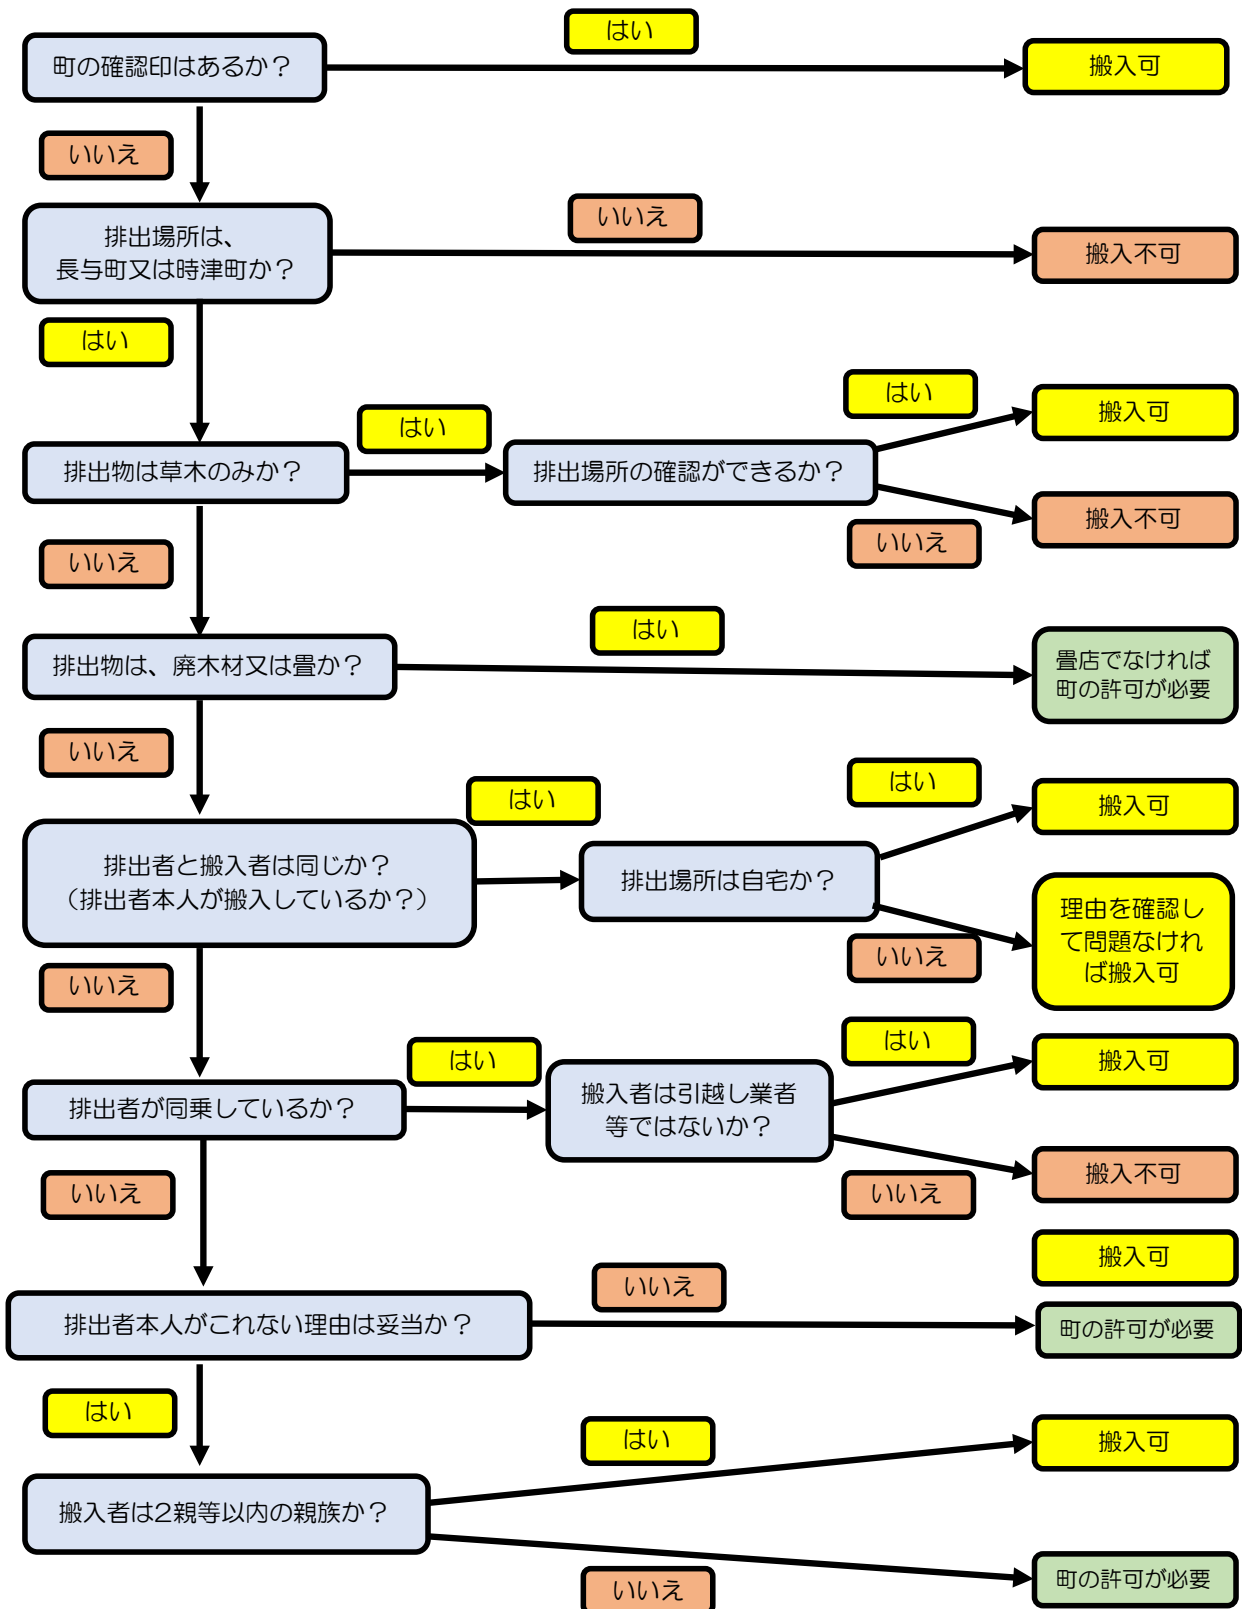 はい
町の確認印はあるか？
搬入可
いいえ
排出場所は、
長与町又は時津町か？
いいえ
搬入不可
はい
排出物は草木のみか？
はい
排出場所の確認ができるか？
はい
搬入可
いいえ
搬入不可
いいえ
排出物は、廃木材又は畳か？
はい
畳店でなければ
町の許可が必要
いいえ
排出者と搬入者は同じか？
（排出者本人が搬入しているか？）
はい
排出場所は自宅か？
はい
搬入可
いいえ
理由を確認し
て問題なけれ
ば搬入可
いいえ
排出者が同乗しているか？
はい
搬入者は引越し業者
等ではないか？
はい
搬入可
いいえ
搬入不可
いいえ
搬入可
排出者本人がこれない理由は妥当か？
いいえ
町の許可が必要
はい
搬入者は2親等以内の親族か？
はい
搬入可
いいえ
町の許可が必要